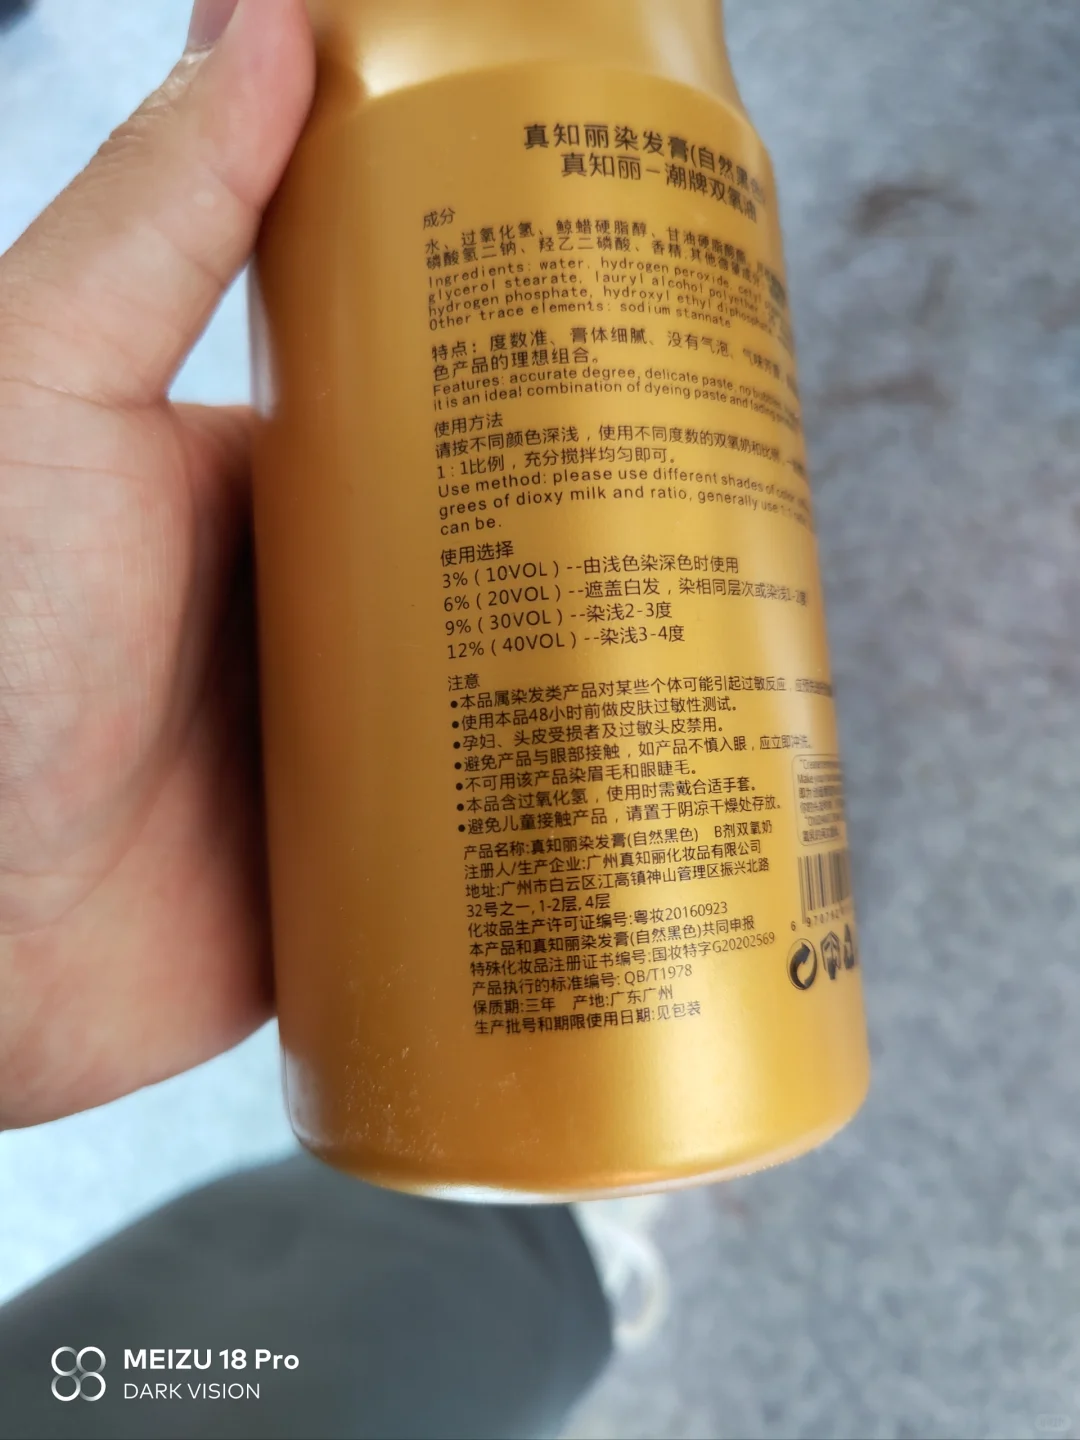 真知丽染发膏(自然黑色)
真知丽－潮牌双氧油
成分
水、过氧化氢、鲸蜡硬脂醇、甘油硬脂酸酯、
磷酸氢二钠、羟乙二磷酸、香精.其他微量成分:
Ingredients: water, hydrogen peroxide, cetyl
glycerol stearate, lauryl alcohol polyether,
hydrogen phosphate, hydroxyl ethyl diphosphate
Other trace elements: sodium stannate
特点：度数准、膏体细腻、没有气泡、气味
色产品的理想组合。
Features: accurate degree, delicate paste, no bubbles,
it is an ideal combination of dyeing paste and fading
使用方法
请按不同颜色深浅，使用不同度数的双氧奶和比例，
1：1比例，充分搅拌均匀即可。
Use method: please use different shades of color
grees of dioxy milk and ratio, generally use 1:1
can be.
使用选择
3%（10VOL）--由浅色染深色时使用
6%（20VOL）--遮盖白发，染相同层次或染浅1-2度
9%（30VOL）--染浅2-3度
12%（40VOL）--染浅3-4度
注意
●本品属染发类产品对某些个体可能引起过敏反应，
●使用本品48小时前做皮肤过敏性测试。
●孕妇、头皮受损者及过敏头皮禁用。
●避免产品与眼部接触，如产品不慎入眼，应立即冲洗。
●不可用该产品染眉毛和眼睫毛。
●本品含过氧化氢，使用时需戴合适手套。
●避免儿童接触产品，请置于阴凉干燥处存放。
产品名称:真知丽染发膏(自然黑色) B剂双氧奶
注册人/生产企业:广州真知丽化妆品有限公司
地址:广州市白云区江高镇神山管理区振兴北路
32号之一,1-2层,4层
化妆品生产许可证编号:粤妆20160923
本产品和真知丽染发膏(自然黑色)共同申报
特殊化妆品注册证书编号:国妆特字G20202569
产品执行的标准编号: QB/T1978
保质期:三年 产地:广东广州
生产批号和期限使用日期:见包装
MEIZU 18 Pro
DARK VISION